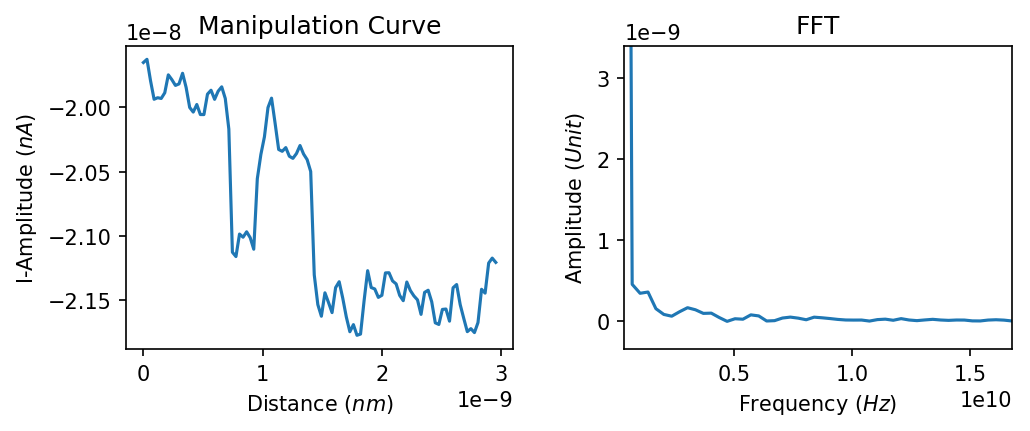 Manipulation Curve
1e−8
−2.00
−2.05
−2.10
−2.15
I-Amplitude (nA)
0
1
2
3
1e−9
Distance (nm)
FFT
1e−9
3
2
1
0
Amplitude (Unit)
0.5
1.0
1.5
1e10
Frequency (Hz)